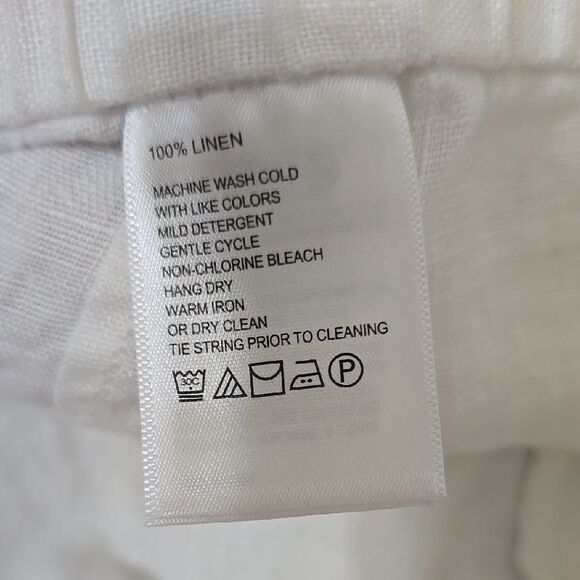 100% LINEN
MACHINE WASH COLD
WITH LIKE COLORS
MILD DETERGENT
GENTLE CYCLE
NON-CHLORINE BLEACH
HANG DRY
WARM IRON
OR DRY CLEAN
TIE STRING PRIOR TO CLEANING
30C P